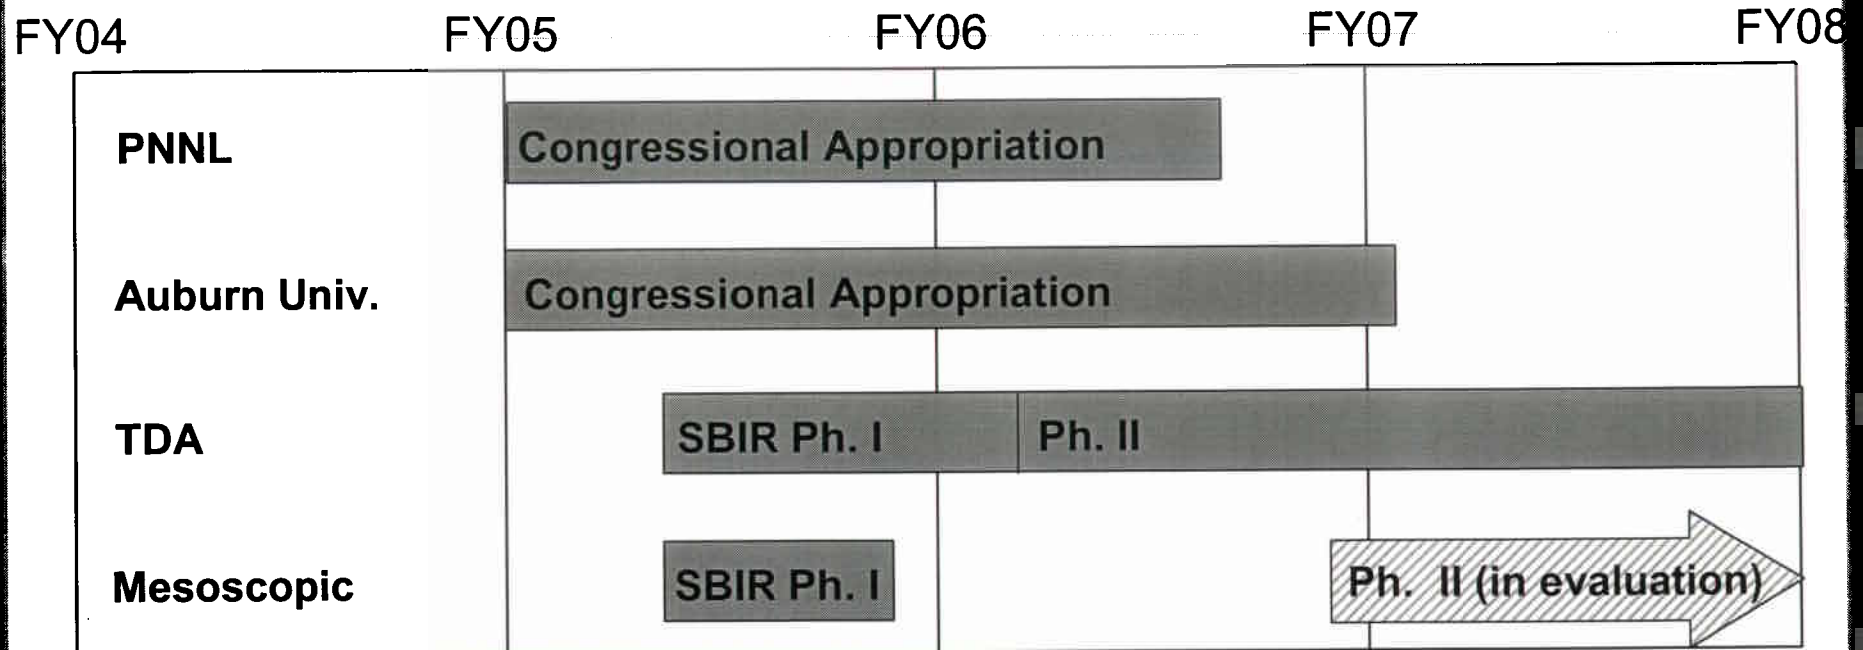 FY04 FY05 FY06 FY07 FY08
PNNL Congressional Appropriation
Auburn Univ. Congressional Appropriation
TDA SBIR Ph. I Ph. II
Mesoscopic SBIR Ph. I Ph. II (in evaluation)